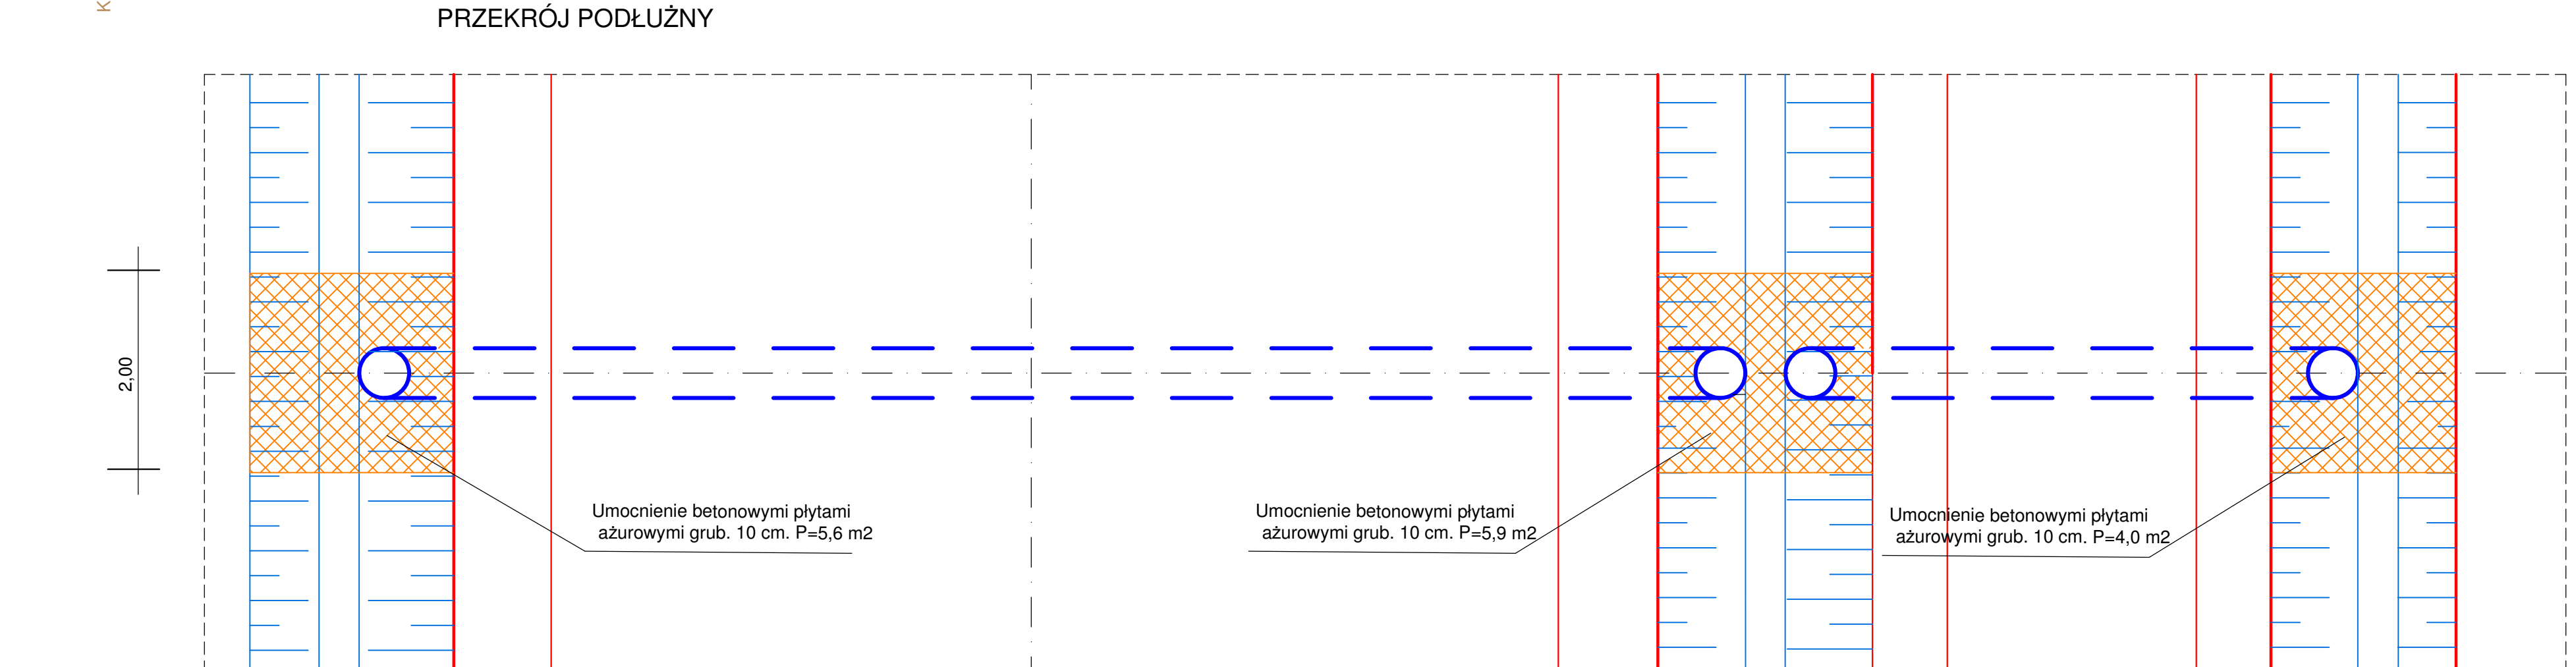 K
PRZEKRÓJ PODŁUŻNY
2,00
Umocnienie betonowymi płytami
ażurowymi grub. 10 cm. P=5,6 m2
Umocnienie betonowymi płytami
ażurowymi grub. 10 cm. P=5,9 m2
Umocnienie betonowymi płytami
ażurowymi grub. 10 cm. P=4,0 m2